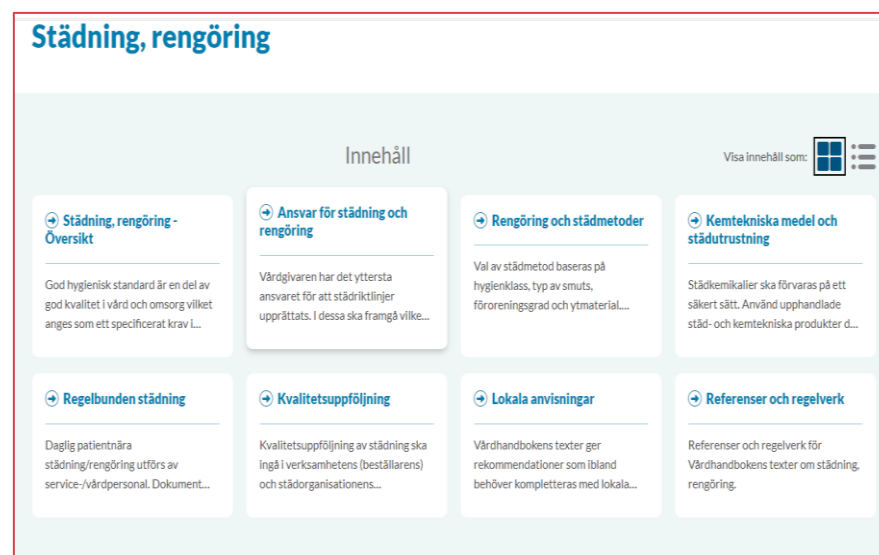 Städning, rengöring
Innehåll
Visa innehåll som:
Städning, rengöring -
Översikt
God hygienisk standard är en del av
god kvalitet i vård och omsorg vilket
anges som ett specificerat krav i...
Ansvar för städning och
rengöring
Vårdgivaren har det yttersta
ansvaret för att städriktlinjer
upprättats. I dessa ska framgå vilke...
Rengöring och städmetoder
Val av städmetod baseras på
hygienklass, typ av smuts,
föroreningsgrad och ytmaterial....
Kemtekniska medel och
städutrustning
Städkemikalier ska förvaras på ett
säkert sätt. Använd upphandlade
städ- och kemtekniska produkter d...
Regelbunden städning
Daglig patientnära
städning/rengöring utförs av
service-/vårdpersonal. Dokument...
Kvalitetsuppföljning
Kvalitetsuppföljning av städning ska
ingå i verksamhetens (beställarens)
och städorganisationens...
Lokala anvisningar
Vårdhandbokens texter ger
rekommendationer som ibland
behöver kompletteras med lokala...
Referenser och regelverk
Referenser och regelverk för
Vårdhandbokens texter om städning,
rengöring.